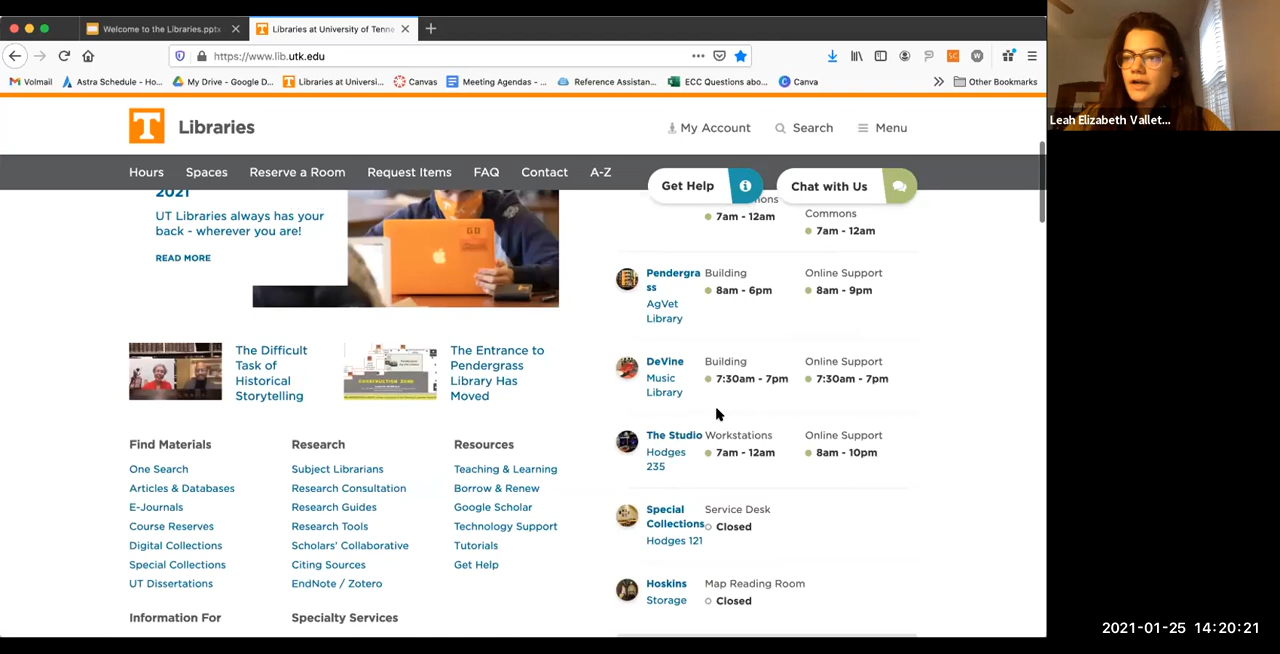 Welcome to the Libraries.pptx
Libraries at University of Tenne
https://www.lib.utk.edu
Volmail
Astra Schedule - Ho...
My Drive - Google D...
Libraries at Universi...
Canvas
Meeting Agendas - ...
Reference Assistan...
ECC Questions abo...
Canva
Other Bookmarks
T Libraries
My Account
Search
Menu
Hours
Spaces
Reserve a Room
Request Items
FAQ
Contact
A-Z
Get Help
Chat with Us
2021
UT Libraries always has your
back - wherever you are!
READ MORE
GO
The Difficult
Task of
Historical
Storytelling
CONSTRUCTION ZONE
The Entrance to
Pendergrass
Library Has
Moved
Find Materials
One Search
Articles & Databases
E-Journals
Course Reserves
Digital Collections
Special Collections
UT Dissertations
Information For
Research
Subject Librarians
Research Consultation
Research Guides
Research Tools
Scholars' Collaborative
Citing Sources
EndNote / Zotero
Specialty Services
Resources
Teaching & Learning
Borrow & Renew
Google Scholar
Technology Support
Tutorials
Get Help
7am - 12am
Commons
7am - 12am
Pendergra
ss
AgVet
Library
Building
8am - 6pm
Online Support
8am - 9pm
DeVine
Music
Library
Building
7:30am - 7pm
Online Support
7:30am - 7pm
The Studio
Hodges
235
Workstations
7am - 12am
Online Support
8am - 10pm
Special
Collections
Hodges 121
Service Desk
Closed
Hoskins
Storage
Map Reading Room
Closed
Leah Elizabeth Vallet...
2021-01-25 14:20:21